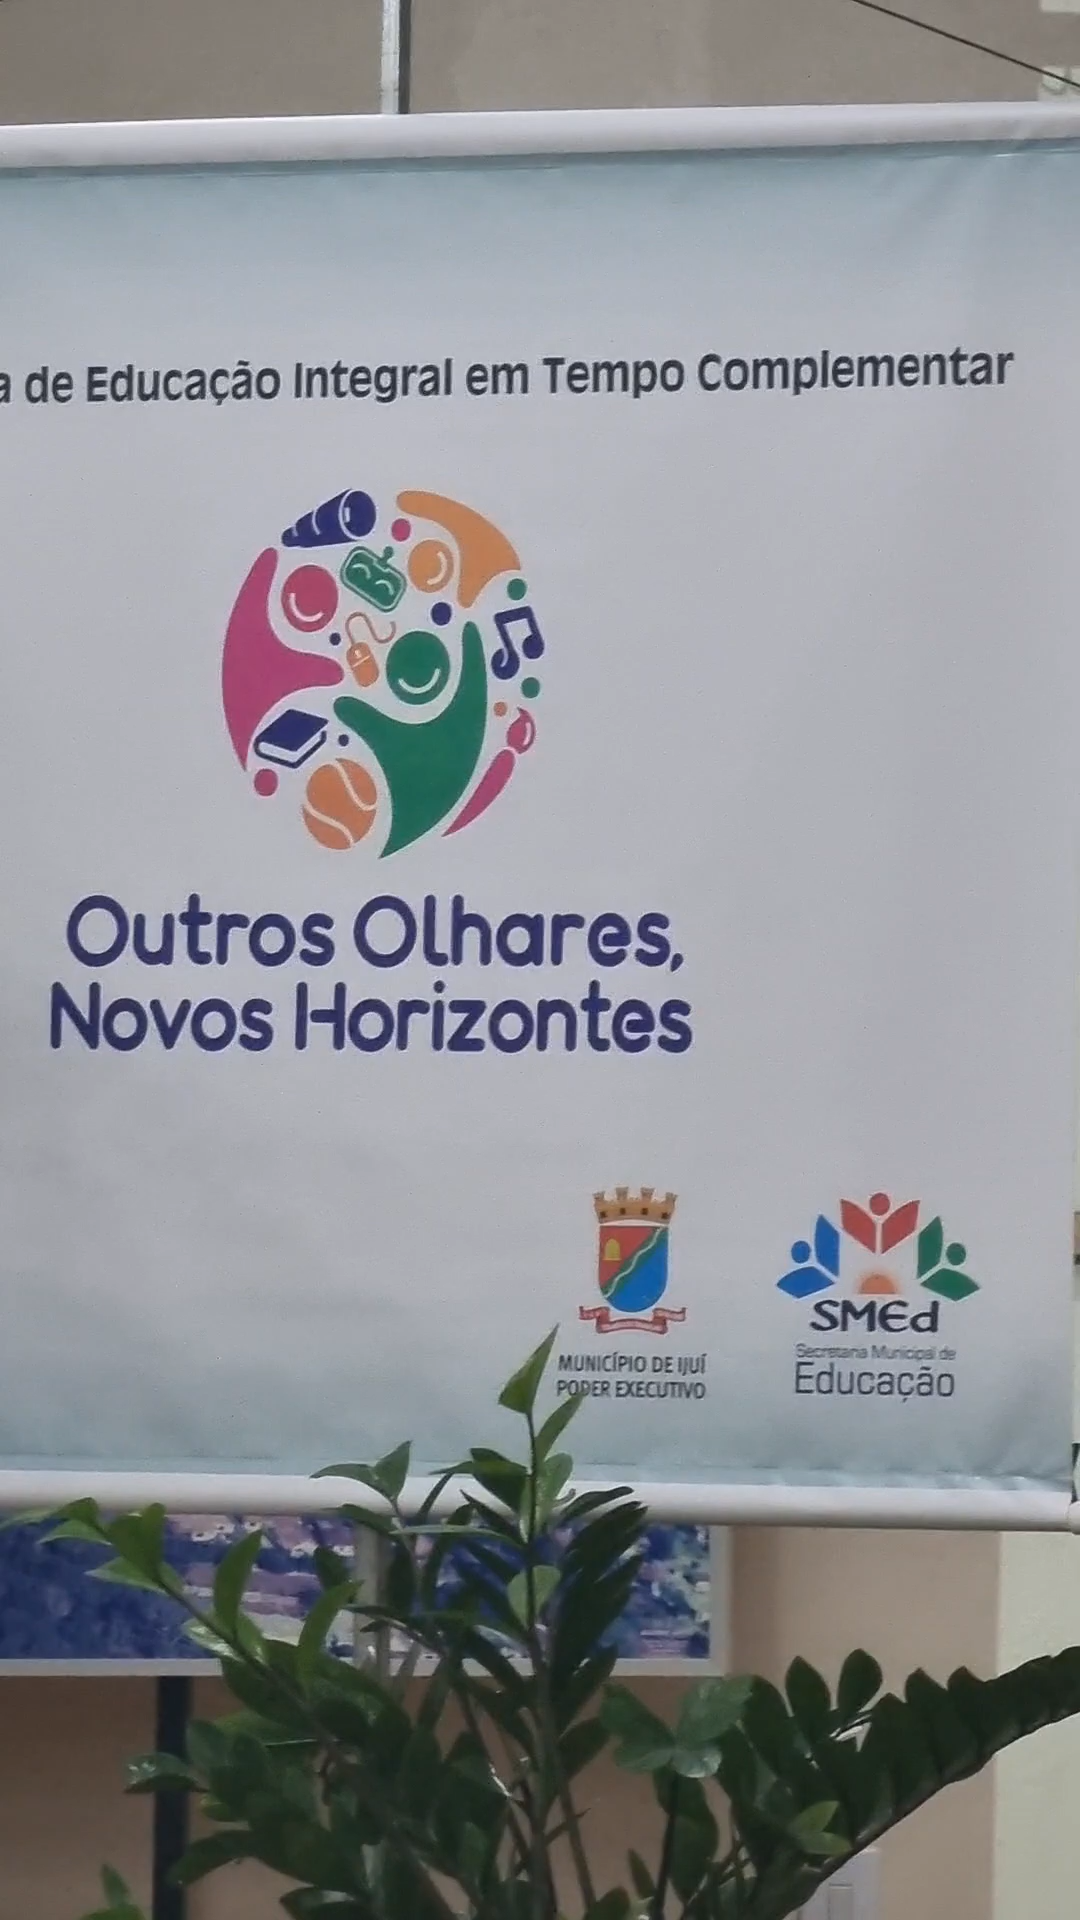 a de Educação Integral em Tempo Complementar
Outros Olhares,
Novos Horizontes
MUNICÍPIO DE IJUÍ
PODER EXECUTIVO
SMEd
Secretaria Municipal de
Educação